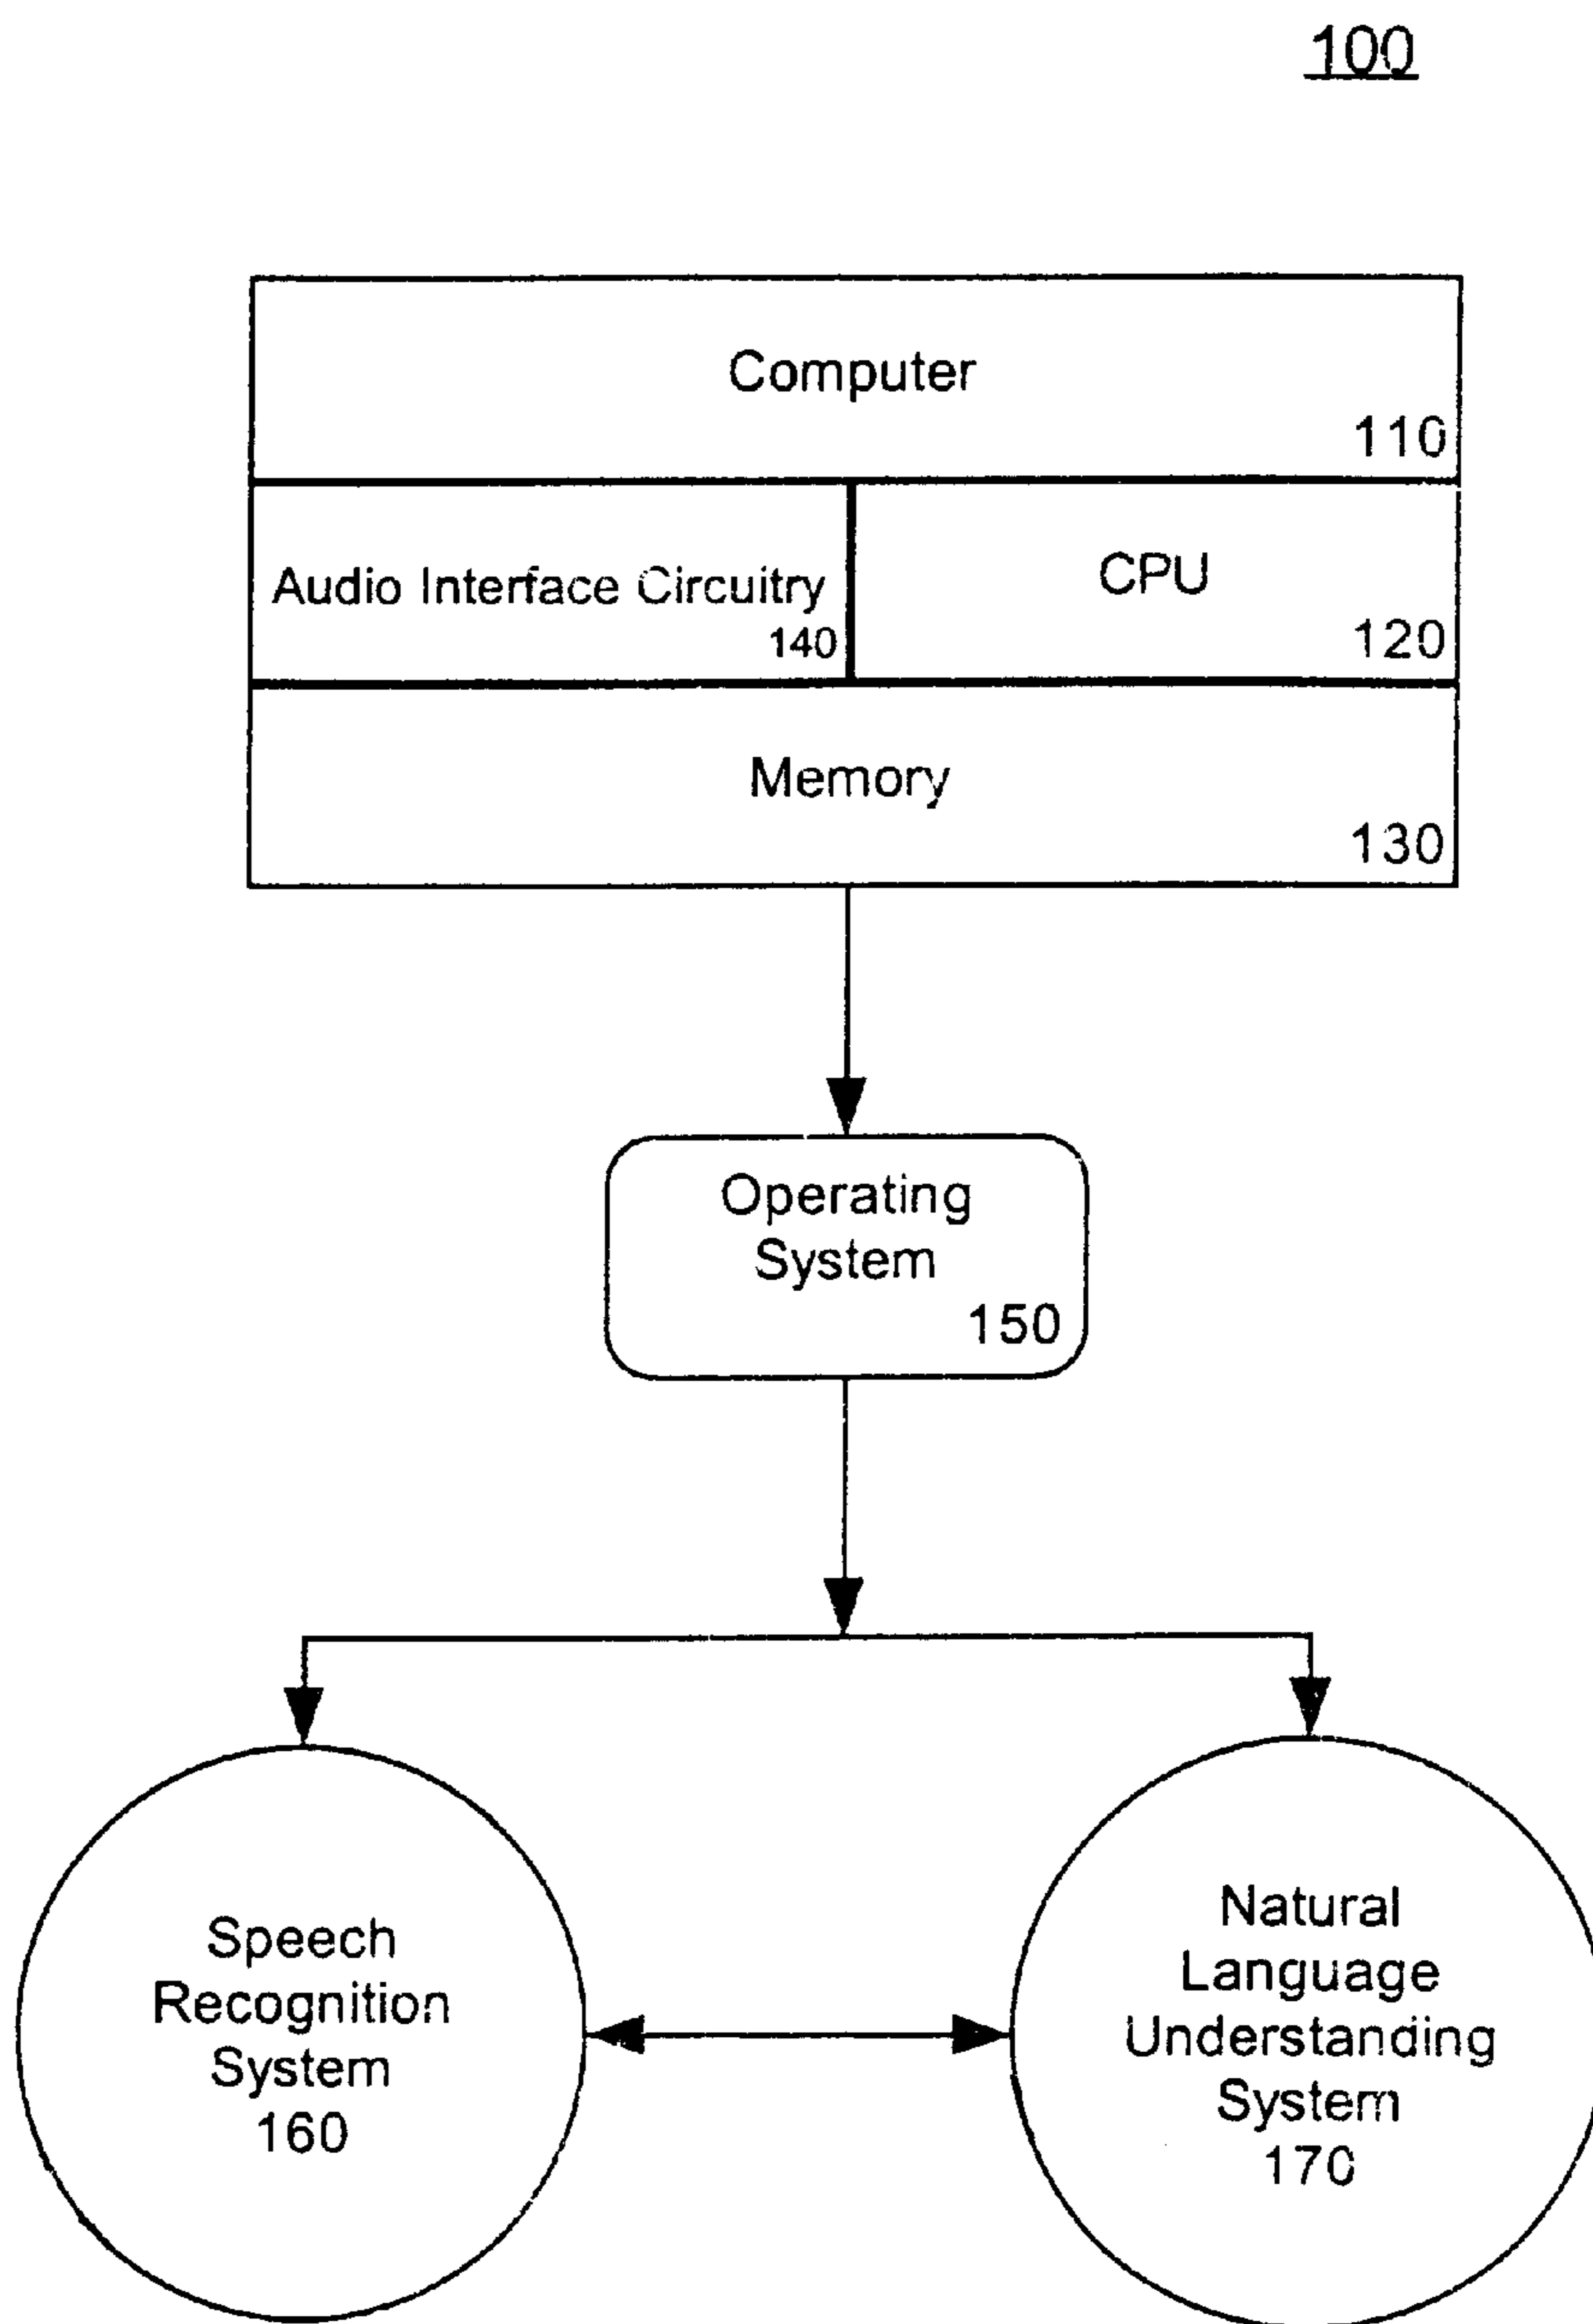 100
Computer
110
Audio Interface Circuitry
140
CPU
120
Memory
130
Operating
System
150
Speech
Recognition
System
160
Natural
Language
Understanding
System
170